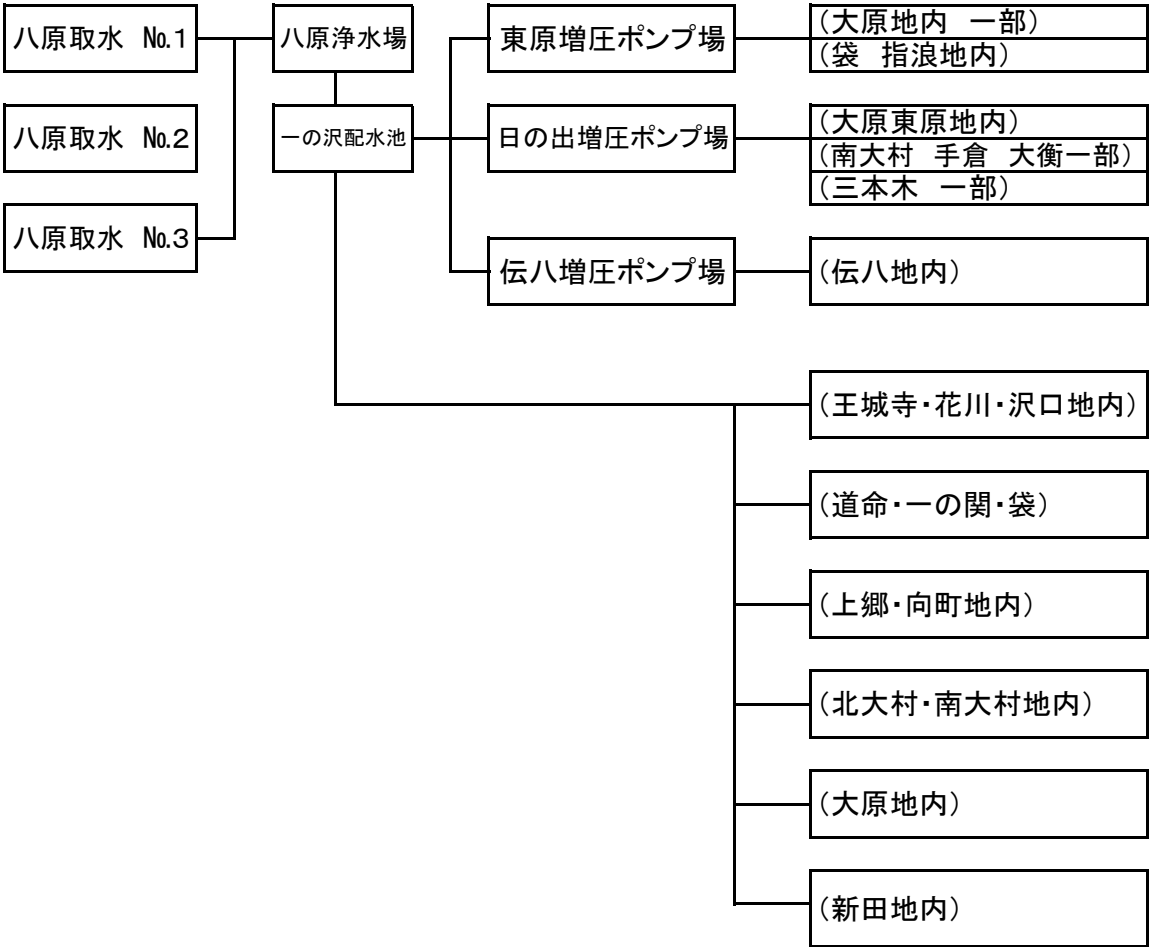 八原取水　№.1
八原浄水場
東原増圧ポンプ場
（大原地内　一部）
（袋　指浪地内）
八原取水　№.2
一の沢配水池
日の出増圧ポンプ場
（大原東原地内）
（南大村　手倉　大衡一部）
（三本木　一部）
八原取水　№.3
伝八増圧ポンプ場
（伝八地内）
（王城寺・花川・沢口地内）
（道命・一の関・袋）
（上郷・向町地内）
（北大村・南大村地内）
（大原地内）
（新田地内）